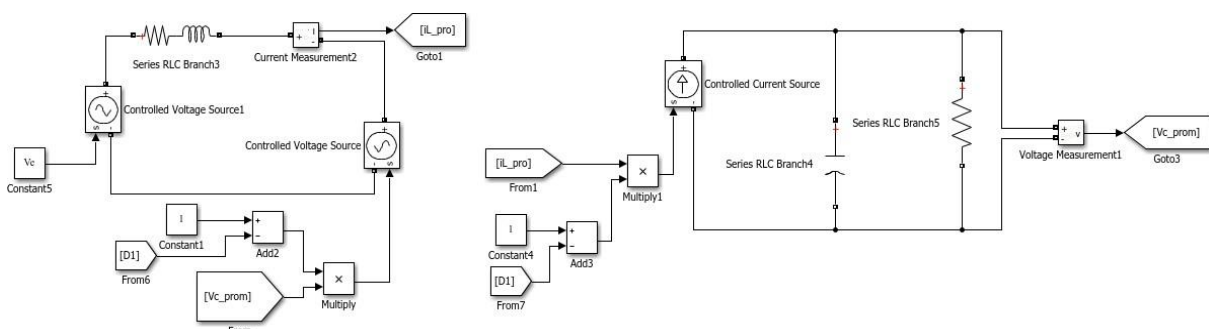 [iL_pro]
Goto1
Series RLC Branch3
Current Measurement2
Controlled Voltage Source1
Controlled Voltage Source
Vc
Constant5
1
Constant1
Add2
[D1]
From6
[Vc_prom]
Multiply
Controlled Current Source
Series RLC Branch5
Series RLC Branch4
Voltage Measurement1
[Vc_prom]
Goto3
[iL_pro]
From1
Multiply1
1
Constant4
Add3
[D1]
From7